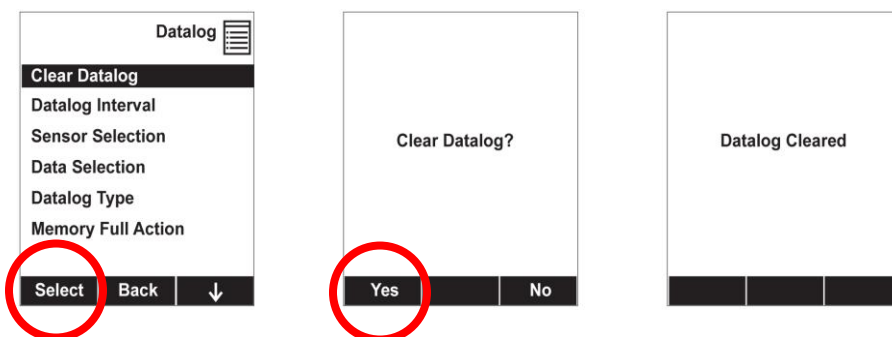 Datalog
Clear Datalog
Datalog Interval
Sensor Selection
Data Selection
Datalog Type
Memory Full Action
Select Back ↓
Clear Datalog?
Yes No
Datalog Cleared